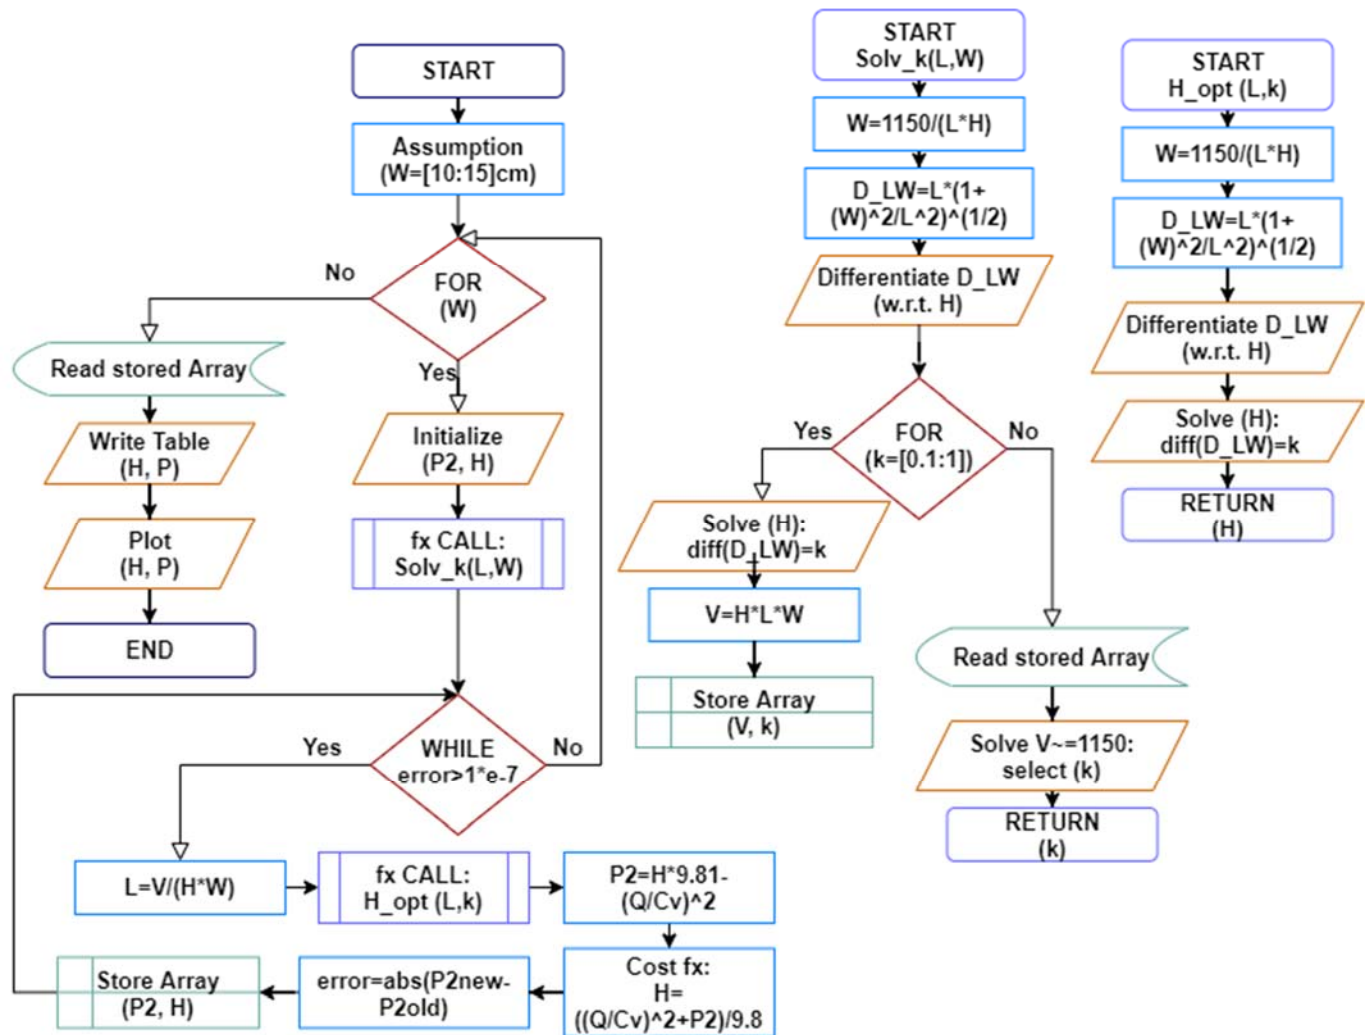 START
Assumption
(W=[10:15]cm)
FOR
(W)
No
Yes
Read stored Array
Write Table
(H, P)
Plot
(H, P)
END
Initialize
(P2, H)
fx CALL:
Solv_k(L,W)
WHILE
error>1*e-7
Yes
No
L=V/(H*W)
fx CALL:
H_opt (L,k)
P2=H*9.81-
(Q/Cv)^2
Cost fx:
H=
((Q/Cv)^2+P2)/9.8
error=abs(P2new-
P2old)
Store Array
(P2, H)
START
Solv_k(L,W)
W=1150/(L*H)
D_LW=L*(1+
(W)^2/L^2)^(1/2)
Differentiate D_LW
(w.r.t. H)
FOR
(k=[0.1:1])
Yes
No
Solve (H):
diff(D_LW)=k
V=H*L*W
Store Array
(V, k)
Read stored Array
Solve V~=1150:
select (k)
RETURN
(k)
START
H_opt (L,k)
W=1150/(L*H)
D_LW=L*(1+
(W)^2/L^2)^(1/2)
Differentiate D_LW
(w.r.t. H)
Solve (H):
diff(D_LW)=k
RETURN
(H)